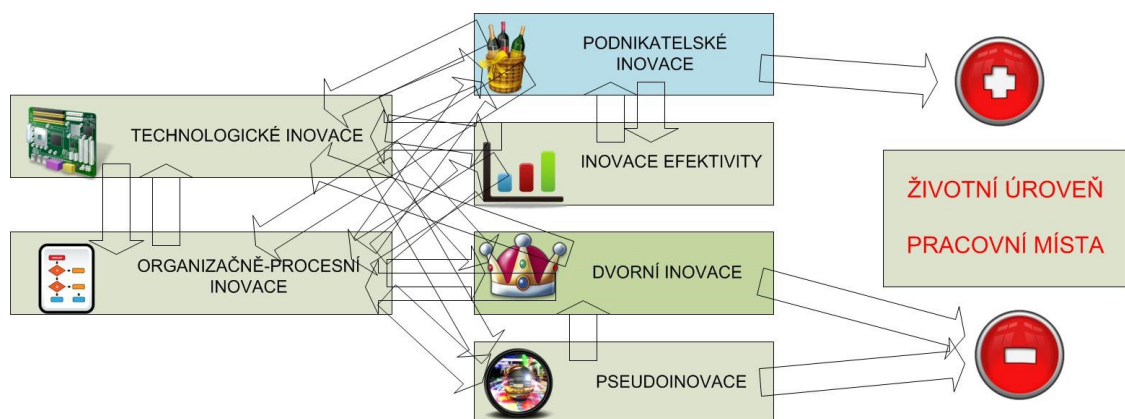 PODNIKATELSKÉ
INOVACE
TECHNOLOGICKÉ INOVACE
INOVACE EFEKTIVITY
ŽIVOTNÍ ÚROVEŇ
PRACOVNÍ MÍSTA
ORGANIZAČNĚ-PROCESNÍ
INOVACE
DVORNÍ INOVACE
PSEUDOINOVACE